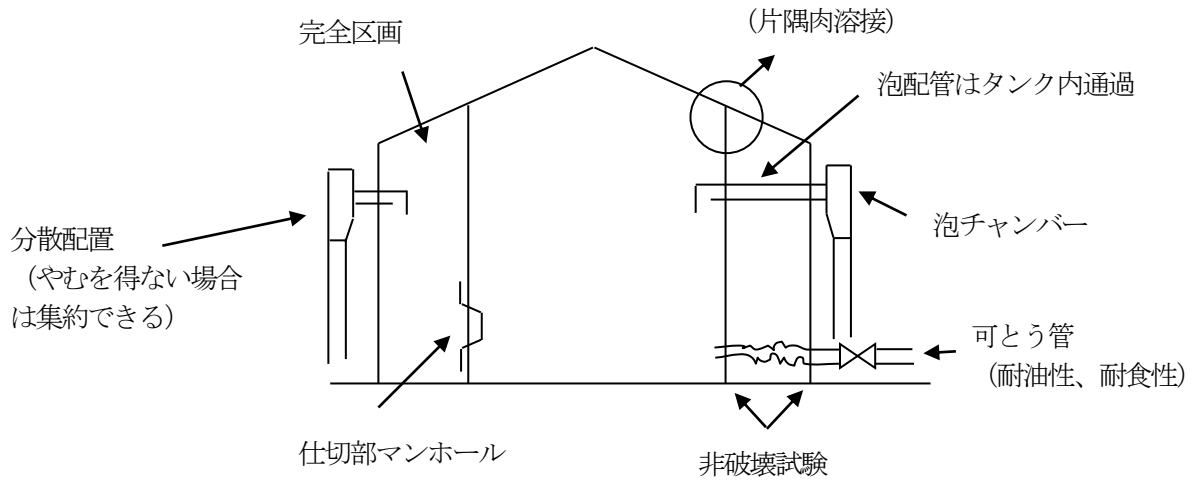 完全区画
(片隅肉溶接)
泡配管はタンク内通過
分散配置
(やむを得ない場合
は集約できる)
泡チャンバー
可とう管
(耐油性、耐食性)
仕切部マンホール
非破壊試験